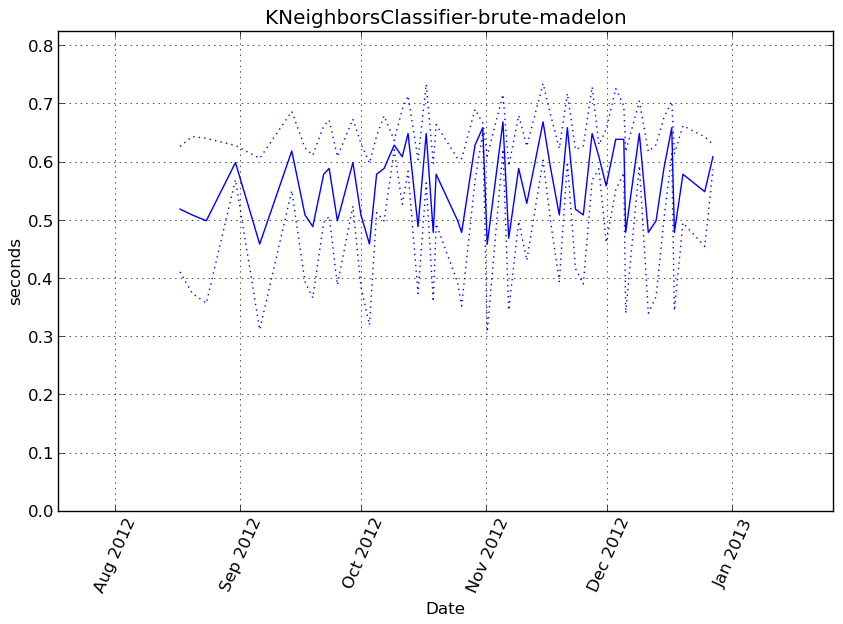 KNeighborsClassifier-brute-madelon
0.8
0.7
0.6
0.5
0.4
0.3
0.2
0.1
0.0
seconds
Aug 2012
Sep 2012
Oct 2012
Nov 2012
Dec 2012
Jan 2013
Date